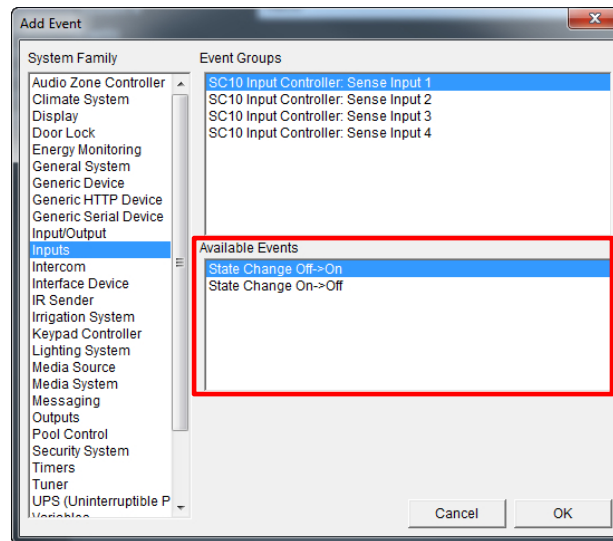 Add Event
System Family
Audio Zone Controller
Climate System
Display
Door Lock
Energy Monitoring
General System
Generic Device
Generic HTTP Device
Generic Serial Device
Input/Output
Inputs
Intercom
Interface Device
IR Sender
Irrigation System
Keypad Controller
Lighting System
Media Source
Media System
Messaging
Outputs
Pool Control
Security System
Timers
Tuner
UPS (Uninterruptible P
Variables
Event Groups
SC10 Input Controller: Sense Input 1
SC10 Input Controller: Sense Input 2
SC10 Input Controller: Sense Input 3
SC10 Input Controller: Sense Input 4
Available Events
State Change Off->On
State Change On->Off
Cancel
OK